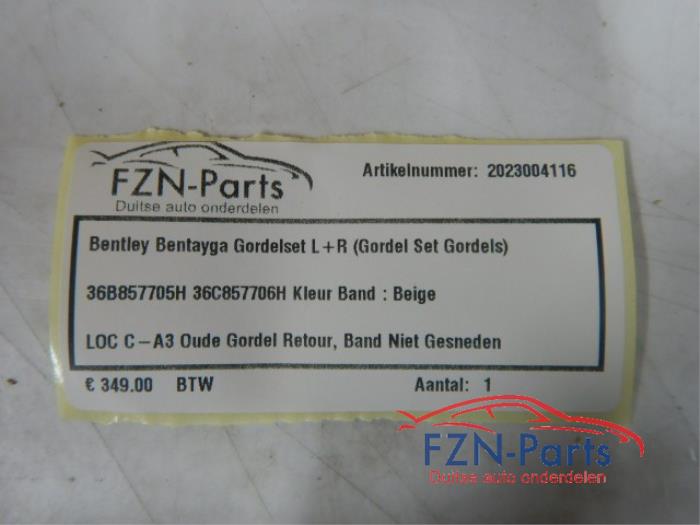 FZN-Parts
Duitse auto onderdelen
Artikelnummer: 2023004116
Bentley Bentayga Gordelset L+R (Gordel Set Gordels)
36B857705H 36C857706H Kleur Band : Beige
LOC C-A3 Oude Gordel Retour, Band Niet Gesneden
€ 349.00 BTW Aantal: 1
FZN-Parts
Duitse auto onderdelen